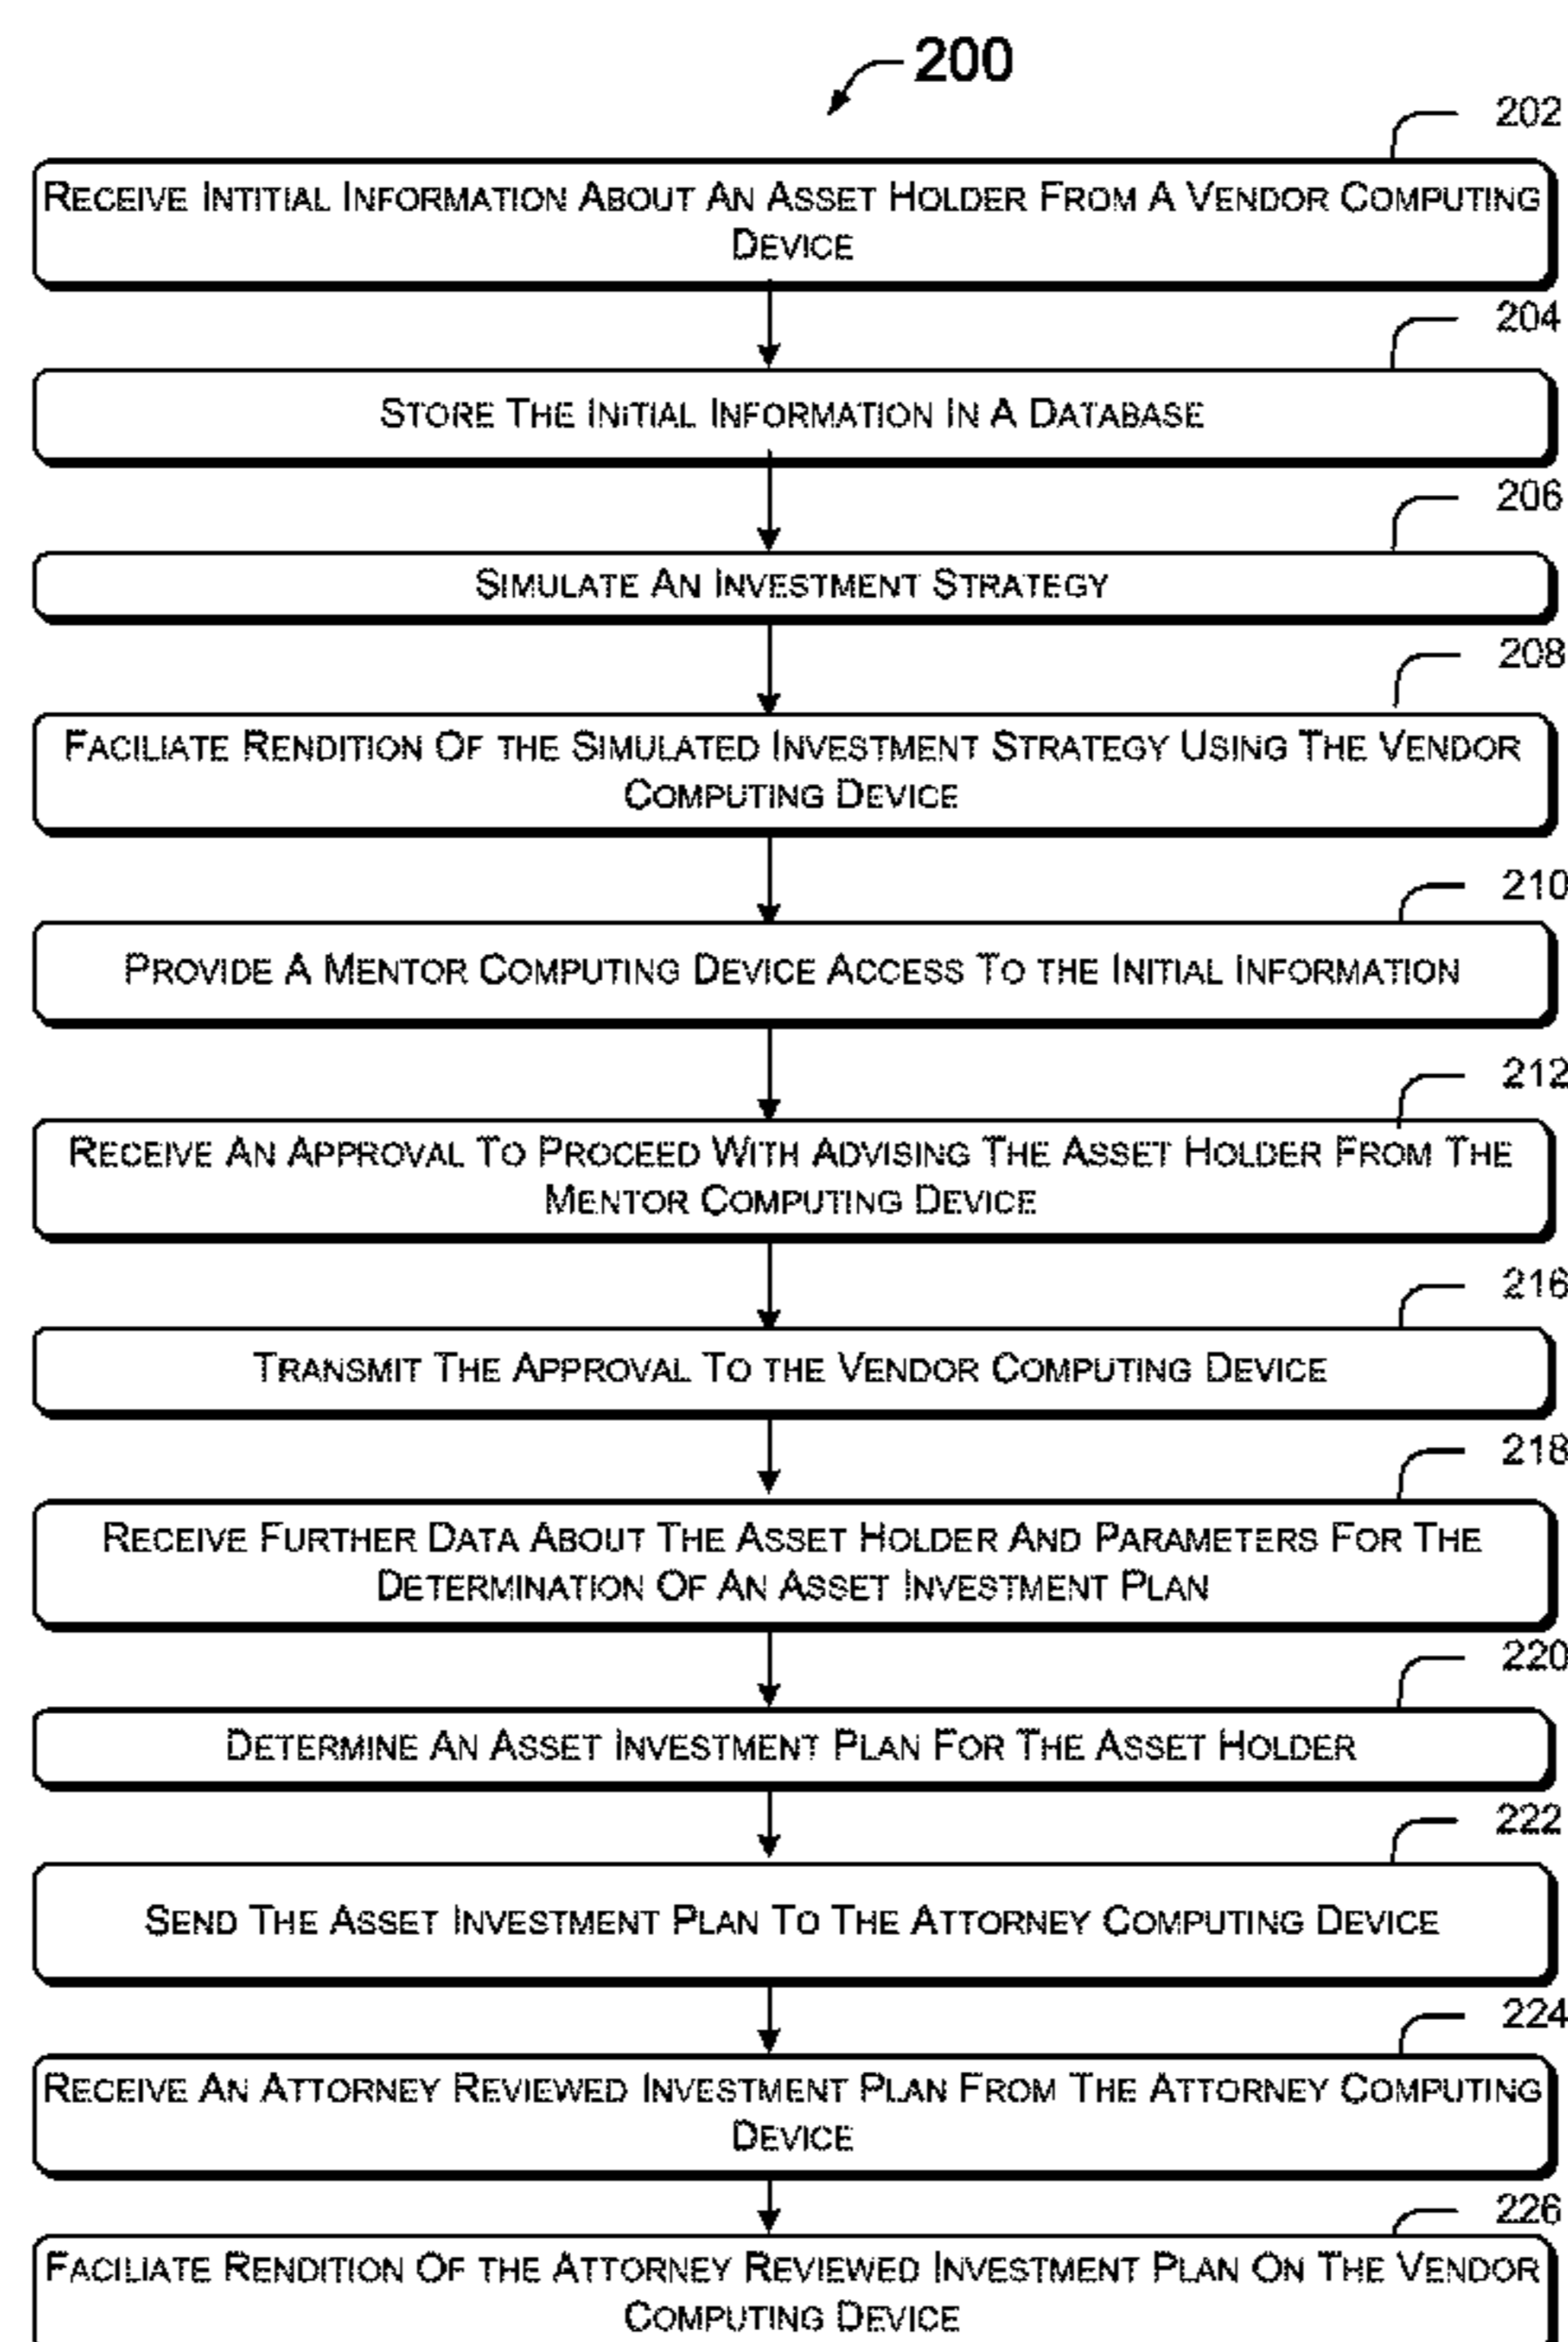 200
202
RECEIVE INTITIAL INFORMATION ABOUT AN ASSET HOLDER FROM A VENDOR COMPUTING
DEVICE
204
STORE THE INITIAL INFORMATION IN A DATABASE
206
SIMULATE AN INVESTMENT STRATEGY
208
FACILIATE RENDITION OF THE SIMULATED INVESTMENT STRATEGY USING THE VENDOR
COMPUTING DEVICE
210
PROVIDE A MENTOR COMPUTING DEVICE ACCESS TO THE INITIAL INFORMATION
212
RECEIVE AN APPROVAL TO PROCEED WITH ADVISING THE ASSET HOLDER FROM THE
MENTOR COMPUTING DEVICE
216
TRANSMIT THE APPROVAL TO THE VENDOR COMPUTING DEVICE
218
RECEIVE FURTHER DATA ABOUT THE ASSET HOLDER AND PARAMETERS FOR THE
DETERMINATION OF AN ASSET INVESTMENT PLAN
220
DETERMINE AN ASSET INVESTMENT PLAN FOR THE ASSET HOLDER
222
SEND THE ASSET INVESTMENT PLAN TO THE ATTORNEY COMPUTING DEVICE
224
RECEIVE AN ATTORNEY REVIEWED INVESTMENT PLAN FROM THE ATTORNEY COMPUTING
DEVICE
226
FACILIATE RENDITION OF THE ATTORNEY REVIEWED INVESTMENT PLAN ON THE VENDOR
COMPUTING DEVICE